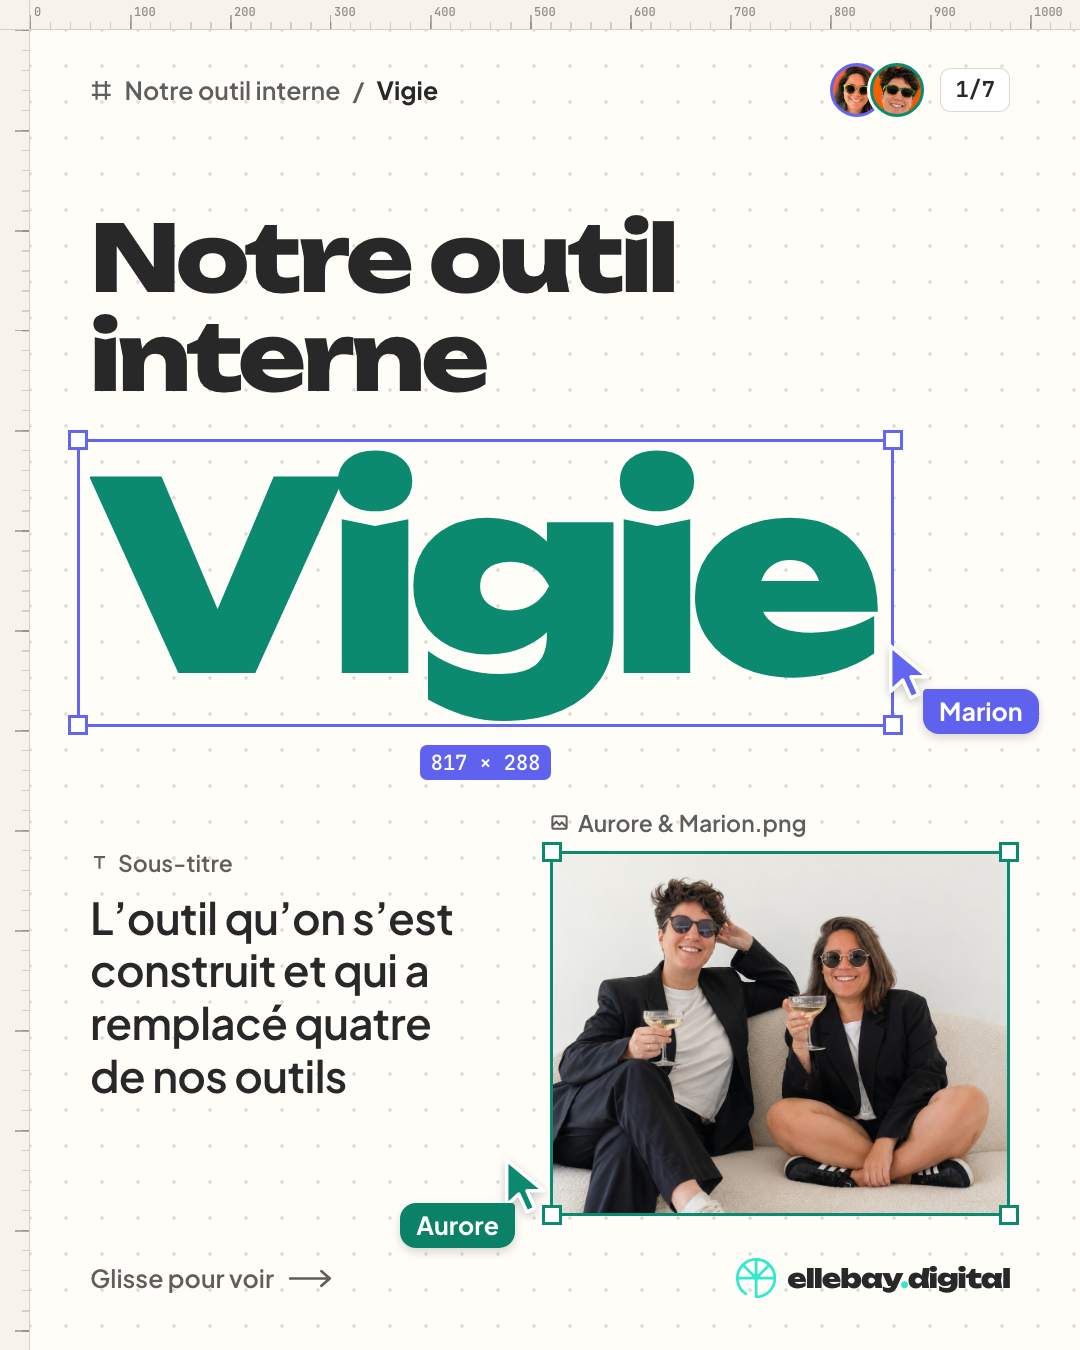 0 100 200 300 400 500 600 700 800 900 1000
Notre outil interne / Vigie
1/7
Notre outil
interne
Vigie
Marion
817 × 288
Aurore & Marion.png
T Sous-titre
L’outil qu’on s’est
construit et qui a
remplacé quatre
de nos outils
Aurore
Glisse pour voir
ellebay.digital